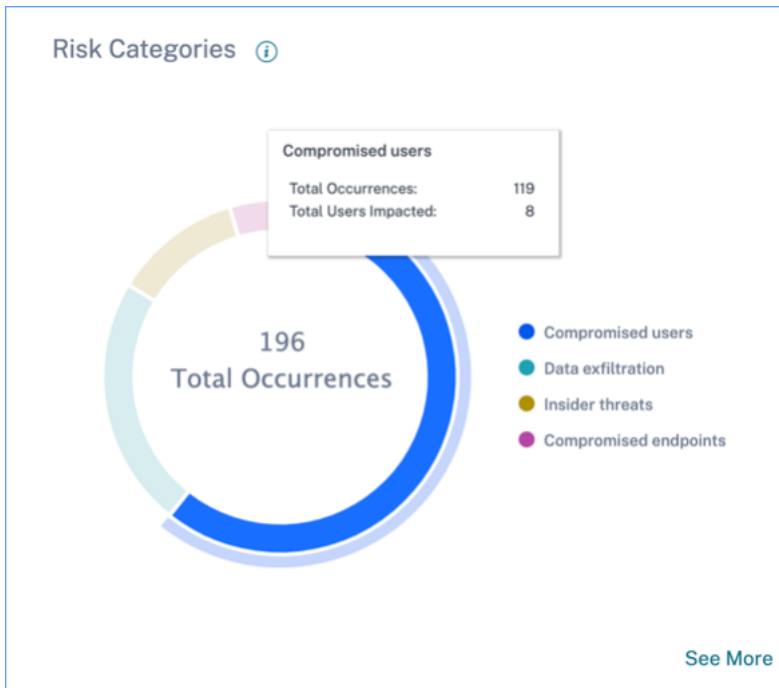 Risk Categories
Compromised users
Total Occurrences: 119
Total Users Impacted: 8
196
Total Occurrences
Compromised users
Data exfiltration
Insider threats
Compromised endpoints
See More